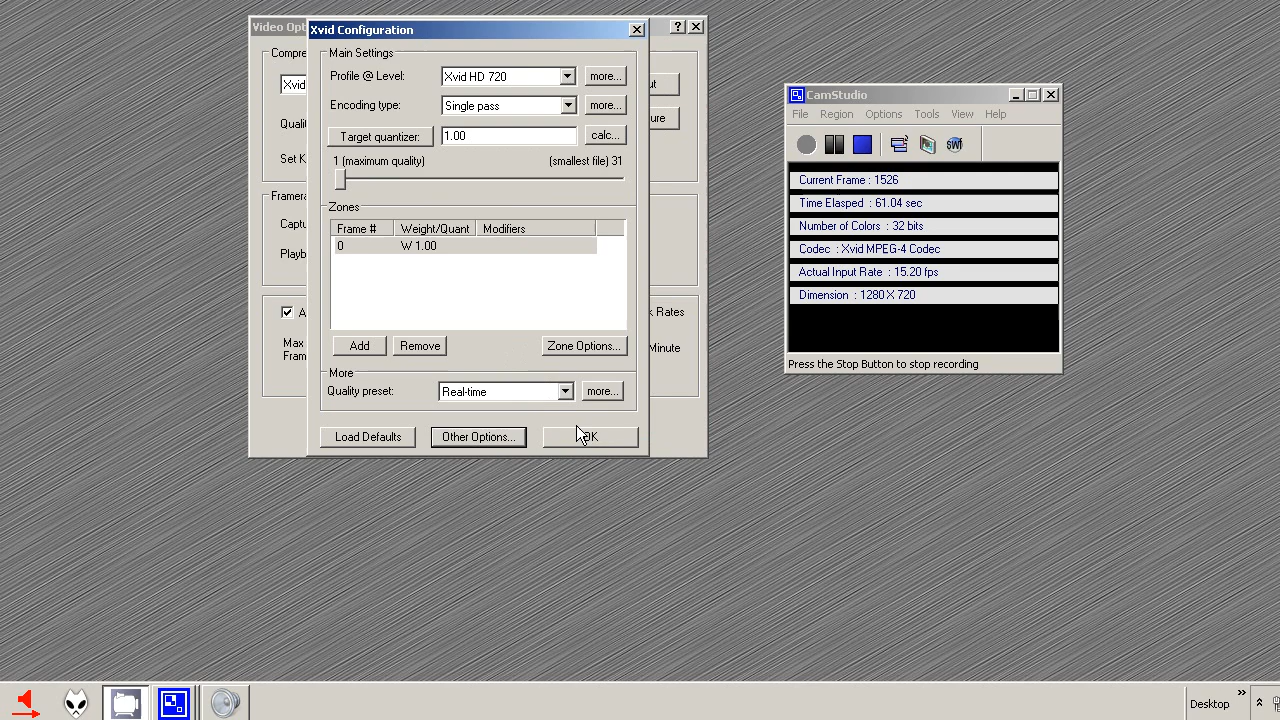 Video Opt
Xvid Configuration
Compre
Main Settings
Profile @ Level:
Xvid HD 720
more...
Xvid
ut
Encoding type:
Single pass
more...
Quali
ure
Target quantizer:
1.00
calc...
Set K
1 (maximum quality)
(smallest file) 31
Framera
Zones
Captu
Frame #
Weight/Quant
Modifiers
0
W 1.00
Playb
A
k Rates
Max
Fram
Minute
Add
Remove
Zone Options...
More
Quality preset:
Real-time
more...
Load Defaults
Other Options...
OK
CamStudio
File
Region
Options
Tools
View
Help
SWF
Current Frame : 1526
Time Elasped : 61.04 sec
Number of Colors : 32 bits
Codec : Xvid MPEG-4 Codec
Actual Input Rate : 15.20 fps
Dimension : 1280 X 720
Press the Stop Button to stop recording
Desktop